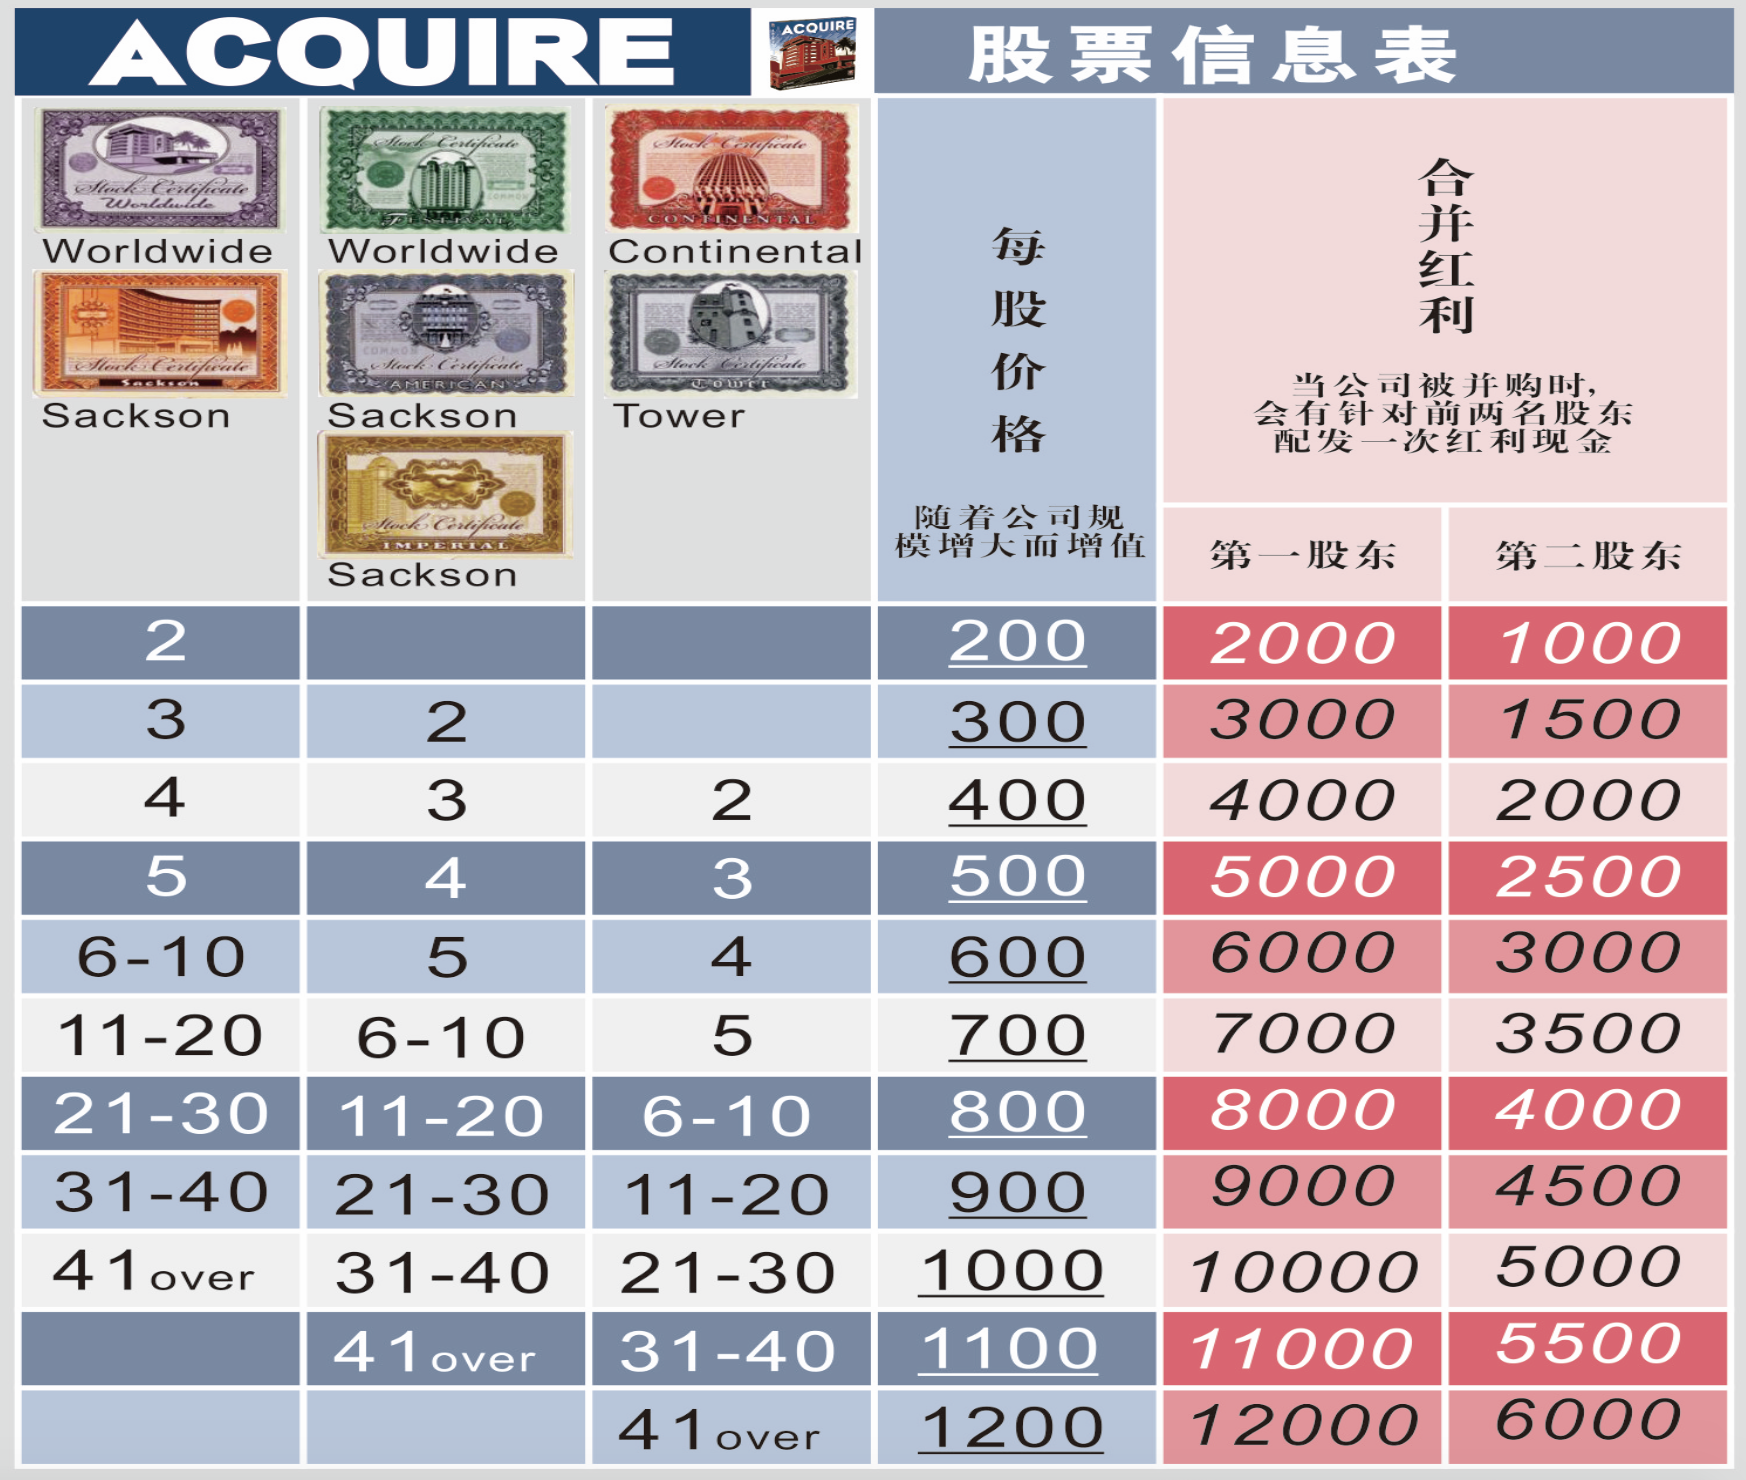 ACQUIRE
ACQUIRE
股票信息表
Stock Certificate
Worldwide
Worldwide
Stock Certificate
FESTIVAL
COMMON
Worldwide
Stock Certificate
CONTINENTAL
Continental
Stock Certificate
Sackson
Sackson
COMMON
Stock Certificate
AMERICAN
Sackson
Stock Certificate
Tower
Tower
Stock Certificate
IMPERIAL
Sackson
每股价格
随着公司规
模增大而增值
合并红利
当公司被并购时,
会有针对前两名股东
配发一次红利现金
第一股东 第二股东
2 200 2000 1000
3 2 300 3000 1500
4 3 2 400 4000 2000
5 4 3 500 5000 2500
6-10 5 4 600 6000 3000
11-20 6-10 5 700 7000 3500
21-30 11-20 6-10 800 8000 4000
31-40 21-30 11-20 900 9000 4500
41over 31-40 21-30 1000 10000 5000
41over 31-40 1100 11000 5500
41over 1200 12000 6000